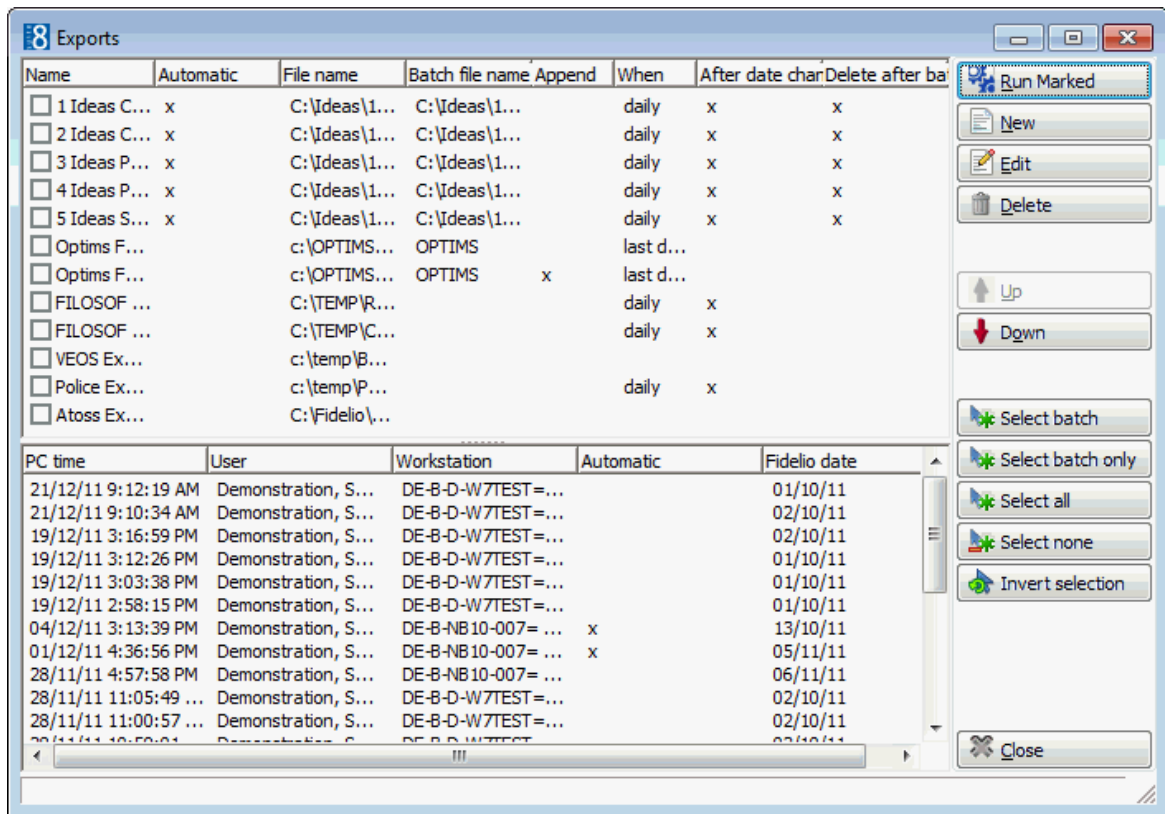 8 Exports
Name Automatic File name Batch file name Append When After date char Delete after ba
1 Ideas C... x C:\Ideas\1... C:\Ideas\1... daily x x
2 Ideas C... x C:\Ideas\1... C:\Ideas\1... daily x x
3 Ideas P... x C:\Ideas\1... C:\Ideas\1... daily x x
4 Ideas P... x C:\Ideas\1... C:\Ideas\1... daily x x
5 Ideas S... x C:\Ideas\1... C:\Ideas\1... daily x x
Optims F... c:\OPTIMS... OPTIMS last d...
Optims F... c:\OPTIMS... OPTIMS x last d...
FILOSOF ... C:\TEMP\R... daily x
FILOSOF ... C:\TEMP\C... daily x
VEOS Ex... c:\temp\B...
Police Ex... c:\temp\P... daily x
Atoss Ex... C:\Fidelio\...
PC time User Workstation Automatic Fidelio date
21/12/11 9:12:19 AM Demonstration, S... DE-B-D-W7TEST=... 01/10/11
21/12/11 9:10:34 AM Demonstration, S... DE-B-D-W7TEST=... 02/10/11
19/12/11 3:16:59 PM Demonstration, S... DE-B-D-W7TEST=... 02/10/11
19/12/11 3:12:26 PM Demonstration, S... DE-B-D-W7TEST=... 01/10/11
19/12/11 3:03:38 PM Demonstration, S... DE-B-D-W7TEST=... 01/10/11
19/12/11 2:58:15 PM Demonstration, S... DE-B-D-W7TEST=... 01/10/11
04/12/11 3:13:39 PM Demonstration, S... DE-B-NB10-007= ... x 13/10/11
01/12/11 4:36:56 PM Demonstration, S... DE-B-NB10-007= ... x 05/11/11
28/11/11 4:57:58 PM Demonstration, S... DE-B-NB10-007= ... 06/11/11
28/11/11 11:05:49 ... Demonstration, S... DE-B-D-W7TEST=... 02/10/11
28/11/11 11:00:57 ... Demonstration, S... DE-B-D-W7TEST=... 02/10/11
Run Marked
New
Edit
Delete
Up
Down
Select batch
Select batch only
Select all
Select none
Invert selection
Close